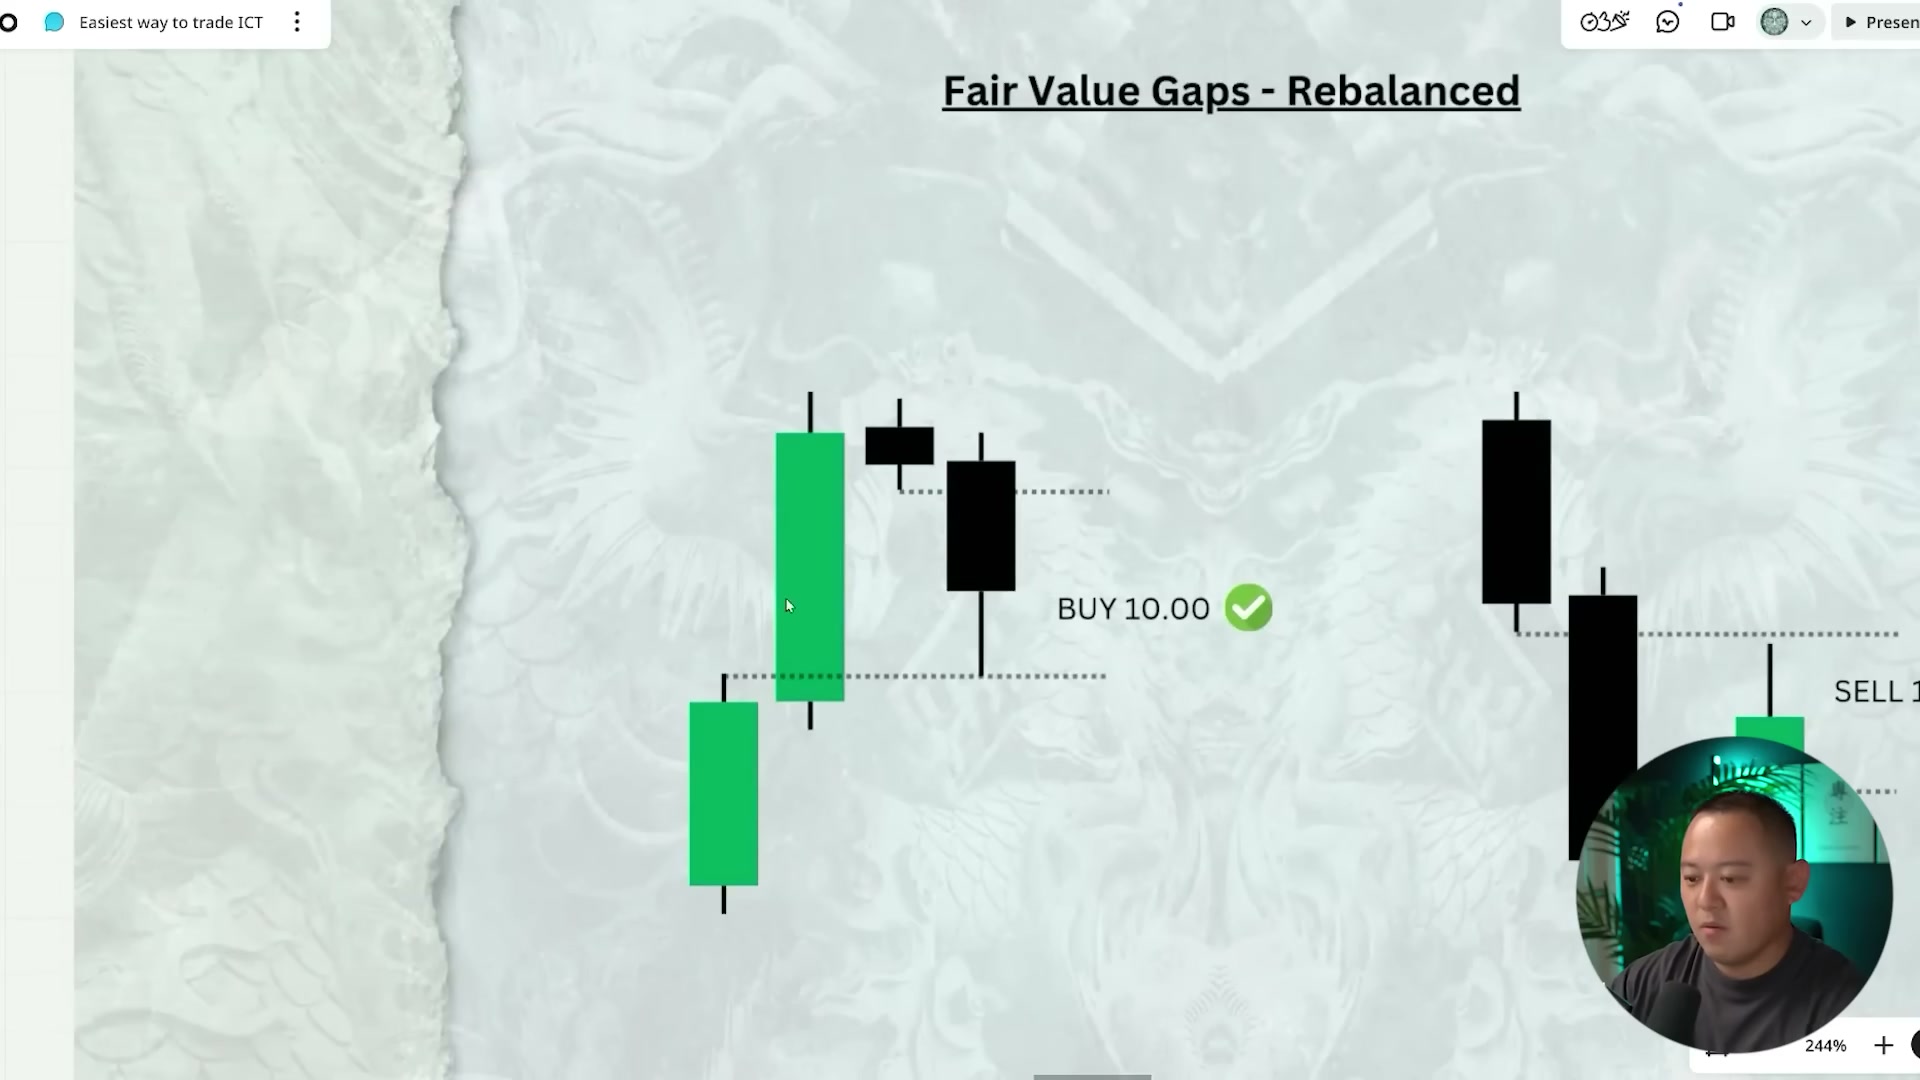 Easiest way to trade ICT
Presen
Fair Value Gaps - Rebalanced
BUY 10.00
SELL 1
244%